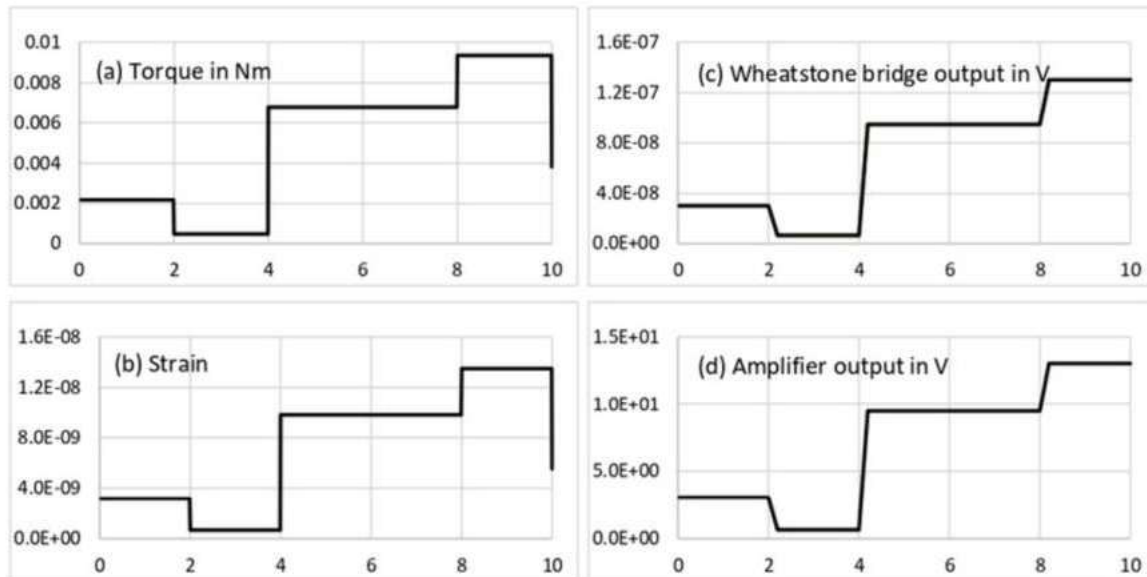 0.01
(a) Torque in Nm
0.008
0.006
0.004
0.002
0
0 2 4 6 8 10
1.6E-07
(c) Wheatstone bridge output in V
1.2E-07
8.0E-08
4.0E-08
0.0E+00
0 2 4 6 8 10
1.6E-08
(b) Strain
1.2E-08
8.0E-09
4.0E-09
0.0E+00
0 2 4 6 8 10
1.5E+01
(d) Amplifier output in V
1.0E+01
5.0E+00
0.0E+00
0 2 4 6 8 10